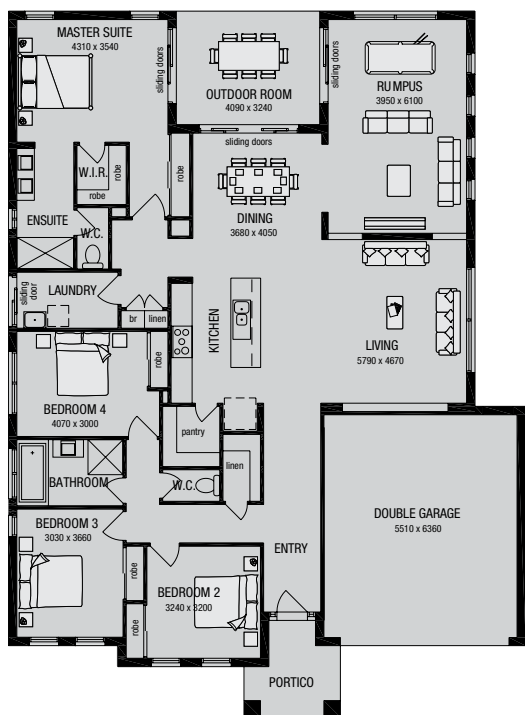 MASTER SUITE
4310 x 3540
sliding doors
OUTDOOR ROOM
4090 x 3240
sliding doors
RUMPUS
3950 x 6100
sliding doors
W.I.R.
robe
robe
robe
ENSUITE
W.C.
DINING
3680 x 4050
sliding
door
LAUNDRY
br
linen
KITCHEN
LIVING
5790 x 4670
robe
BEDROOM 4
4070 x 3000
pantry
linen
BATHROOM
W.C.
DOUBLE GARAGE
5510 x 6360
BEDROOM 3
3030 x 3660
ENTRY
robe
BEDROOM 2
3240 x 3200
robe
PORTICO